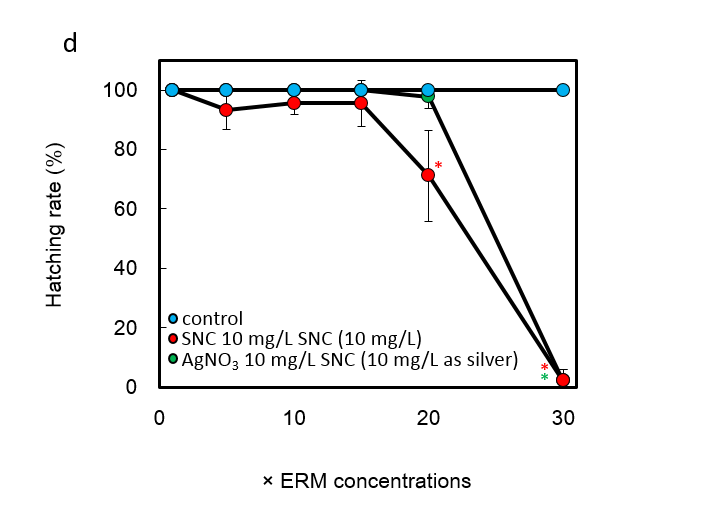 d
100
80
60
40
20
0
Hatching rate (%)
control
SNC 10 mg/L SNC (10 mg/L)
AgNO₃ 10 mg/L SNC (10 mg/L as silver)
*
*
*
0 10 20 30
× ERM concentrations